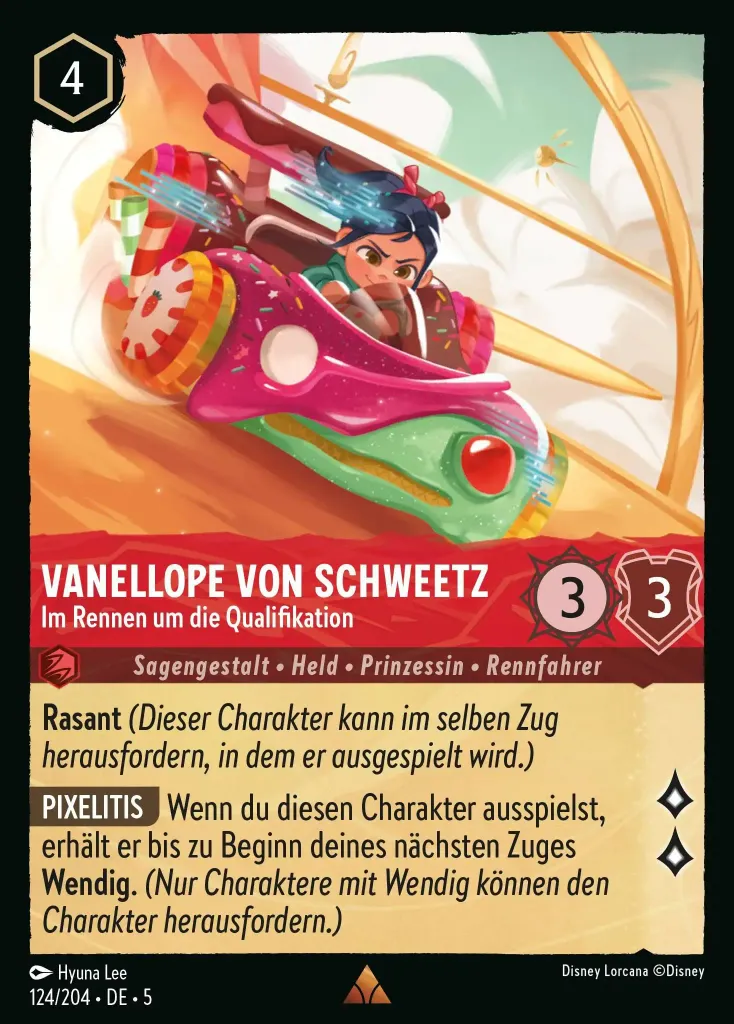 4
VANELLOPE VON SCHWEETZ
Im Rennen um die Qualifikation
3
3
Sagengestalt • Held • Prinzessin • Rennfahrer
Rasant (Dieser Charakter kann im selben Zug
herausfordern, in dem er ausgespielt wird.)
PIXELITIS Wenn du diesen Charakter ausspielst,
erhält er bis zu Beginn deines nächsten Zuges
Wendig. (Nur Charaktere mit Wendig können den
Charakter herausfordern.)
Hyuna Lee
Disney Lorcana ©Disney
124/204 • DE • 5